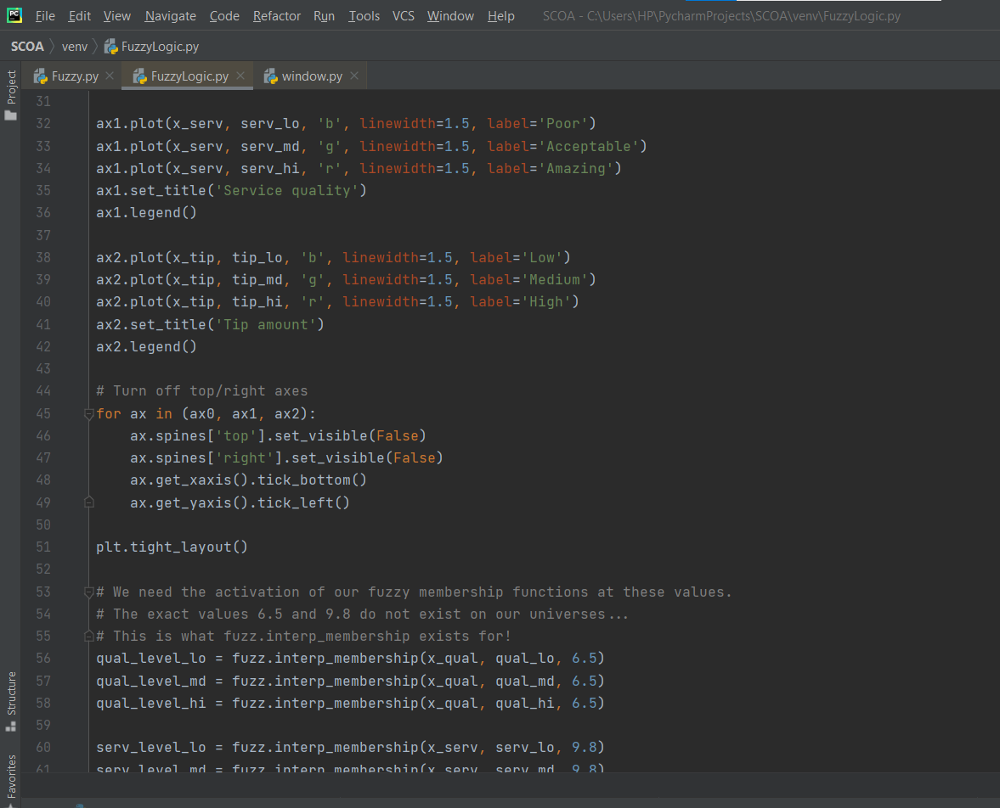 PC File Edit View Navigate Code Refactor Run Tools VCS Window Help SCOA - C:\Users\HP\PycharmProjects\SCOA\venv\FuzzyLogic.py
SCOA venv FuzzyLogic.py
Project
Fuzzy.py FuzzyLogic.py window.py
31
32 ax1.plot(x_serv, serv_lo, 'b', linewidth=1.5, label='Poor')
33 ax1.plot(x_serv, serv_md, 'g', linewidth=1.5, label='Acceptable')
34 ax1.plot(x_serv, serv_hi, 'r', linewidth=1.5, label='Amazing')
35 ax1.set_title('Service quality')
36 ax1.legend()
37
38 ax2.plot(x_tip, tip_lo, 'b', linewidth=1.5, label='Low')
39 ax2.plot(x_tip, tip_md, 'g', linewidth=1.5, label='Medium')
40 ax2.plot(x_tip, tip_hi, 'r', linewidth=1.5, label='High')
41 ax2.set_title('Tip amount')
42 ax2.legend()
43
44 # Turn off top/right axes
45 for ax in (ax0, ax1, ax2):
46     ax.spines['top'].set_visible(False)
47     ax.spines['right'].set_visible(False)
48     ax.get_xaxis().tick_bottom()
49     ax.get_yaxis().tick_left()
50
51 plt.tight_layout()
52
53 # We need the activation of our fuzzy membership functions at these values.
54 # The exact values 6.5 and 9.8 do not exist on our universes...
55 # This is what fuzz.interp_membership exists for!
56 qual_level_lo = fuzz.interp_membership(x_qual, qual_lo, 6.5)
57 qual_level_md = fuzz.interp_membership(x_qual, qual_md, 6.5)
58 qual_level_hi = fuzz.interp_membership(x_qual, qual_hi, 6.5)
59
60 serv_level_lo = fuzz.interp_membership(x_serv, serv_lo, 9.8)
61 serv_level_md = fuzz.interp_membership(x_serv, serv_md, 9.8)
Structure
Favorites